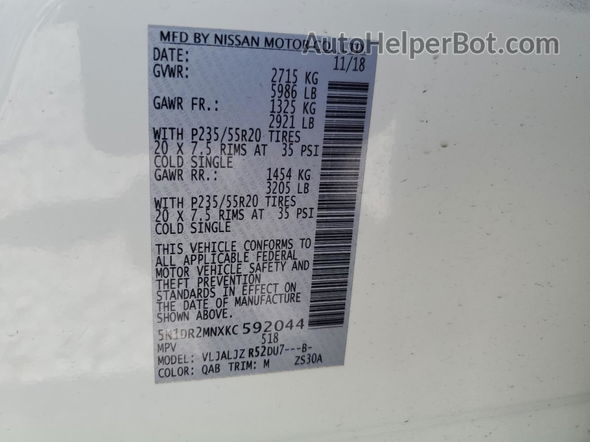 AutoHelperBot.com
MFD BY NISSAN MOTOR
DATE: 11/18
GVWR: 2715 KG
5986 LB
GAWR FR.: 1325 KG
2921 LB
WITH P235/55R20 TIRES
20 X 7.5 RIMS AT 35 PSI
COLD SINGLE
GAWR RR.: 1454 KG
3205 LB
WITH P235/55R20 TIRES
20 X 7.5 RIMS AT 35 PSI
COLD SINGLE
THIS VEHICLE CONFORMS TO
ALL APPLICABLE FEDERAL
MOTOR VEHICLE SAFETY AND
THEFT PREVENTION
STANDARDS IN EFFECT ON
THE DATE OF MANUFACTURE
5N1DR2MNXKC 592044
MPV 518
MODEL: VLJALJZ R52DU7---B-
COLOR: QAB TRIM: M ZS30A